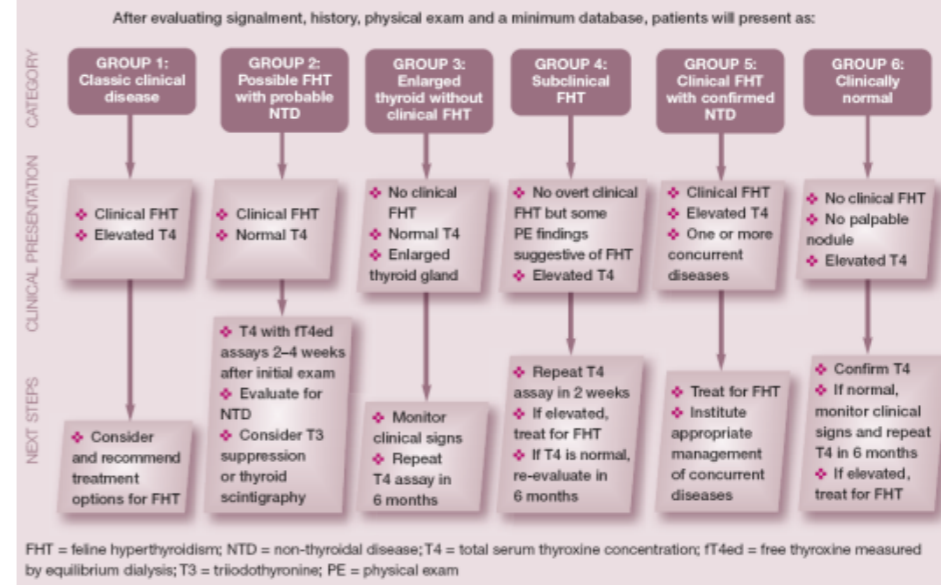 After evaluating signalment, history, physical exam and a minimum database, patients will present as:
CATEGORY
GROUP 1:
Classic clinical
disease
GROUP 2:
Possible FHT
with probable
NTD
GROUP 3:
Enlarged
thyroid without
clinical FHT
GROUP 4:
Subclinical
FHT
GROUP 5:
Clinical FHT
with confirmed
NTD
GROUP 6:
Clinically
normal
CLINICAL PRESENTATION
❖ Clinical FHT
❖ Elevated T4
❖ Clinical FHT
❖ Normal T4
❖ No clinical
FHT
❖ Normal T4
❖ Enlarged
thyroid gland
❖ No overt clinical
FHT but some
PE findings
suggestive of FHT
❖ Elevated T4
❖ Clinical FHT
❖ Elevated T4
❖ One or more
concurrent
diseases
❖ No clinical FHT
❖ No palpable
nodule
❖ Elevated T4
NEXT STEPS
❖ Consider
and recommend
treatment
options for FHT
❖ T4 with fT4ed
assays 2–4 weeks
after initial exam
❖ Evaluate for
NTD
❖ Consider T3
suppression
or thyroid
scintigraphy
❖ Monitor
clinical signs
❖ Repeat
T4 assay in
6 months
❖ Repeat T4
assay in 2 weeks
❖ If elevated,
treat for FHT
❖ If T4 is normal,
re-evaluate in
6 months
❖ Treat for FHT
❖ Institute
appropriate
management
of concurrent
diseases
❖ Confirm T4
❖ If normal,
monitor clinical
signs and repeat
T4 in 6 months
❖ If elevated,
treat for FHT
FHT = feline hyperthyroidism; NTD = non-thyroidal disease; T4 = total serum thyroxine concentration; fT4ed = free thyroxine measured
by equilibrium dialysis; T3 = triiodothyronine; PE = physical exam